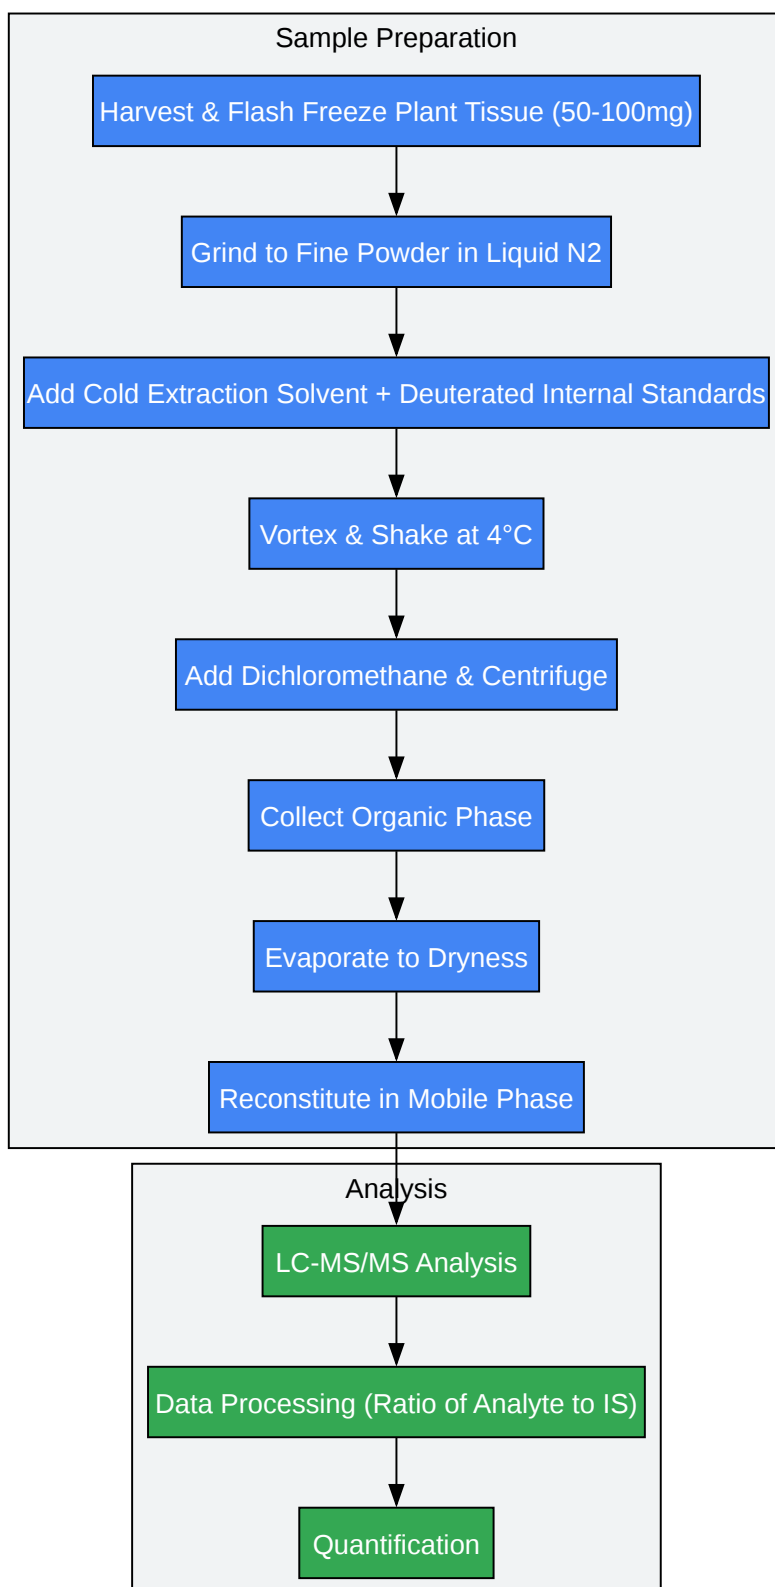 Sample Preparation
Harvest & Flash Freeze Plant Tissue (50-100mg)
Grind to Fine Powder in Liquid N2
Add Cold Extraction Solvent + Deuterated Internal Standards
Vortex & Shake at 4°C
Add Dichloromethane & Centrifuge
Collect Organic Phase
Evaporate to Dryness
Reconstitute in Mobile Phase
Analysis
LC-MS/MS Analysis
Data Processing (Ratio of Analyte to IS)
Quantification